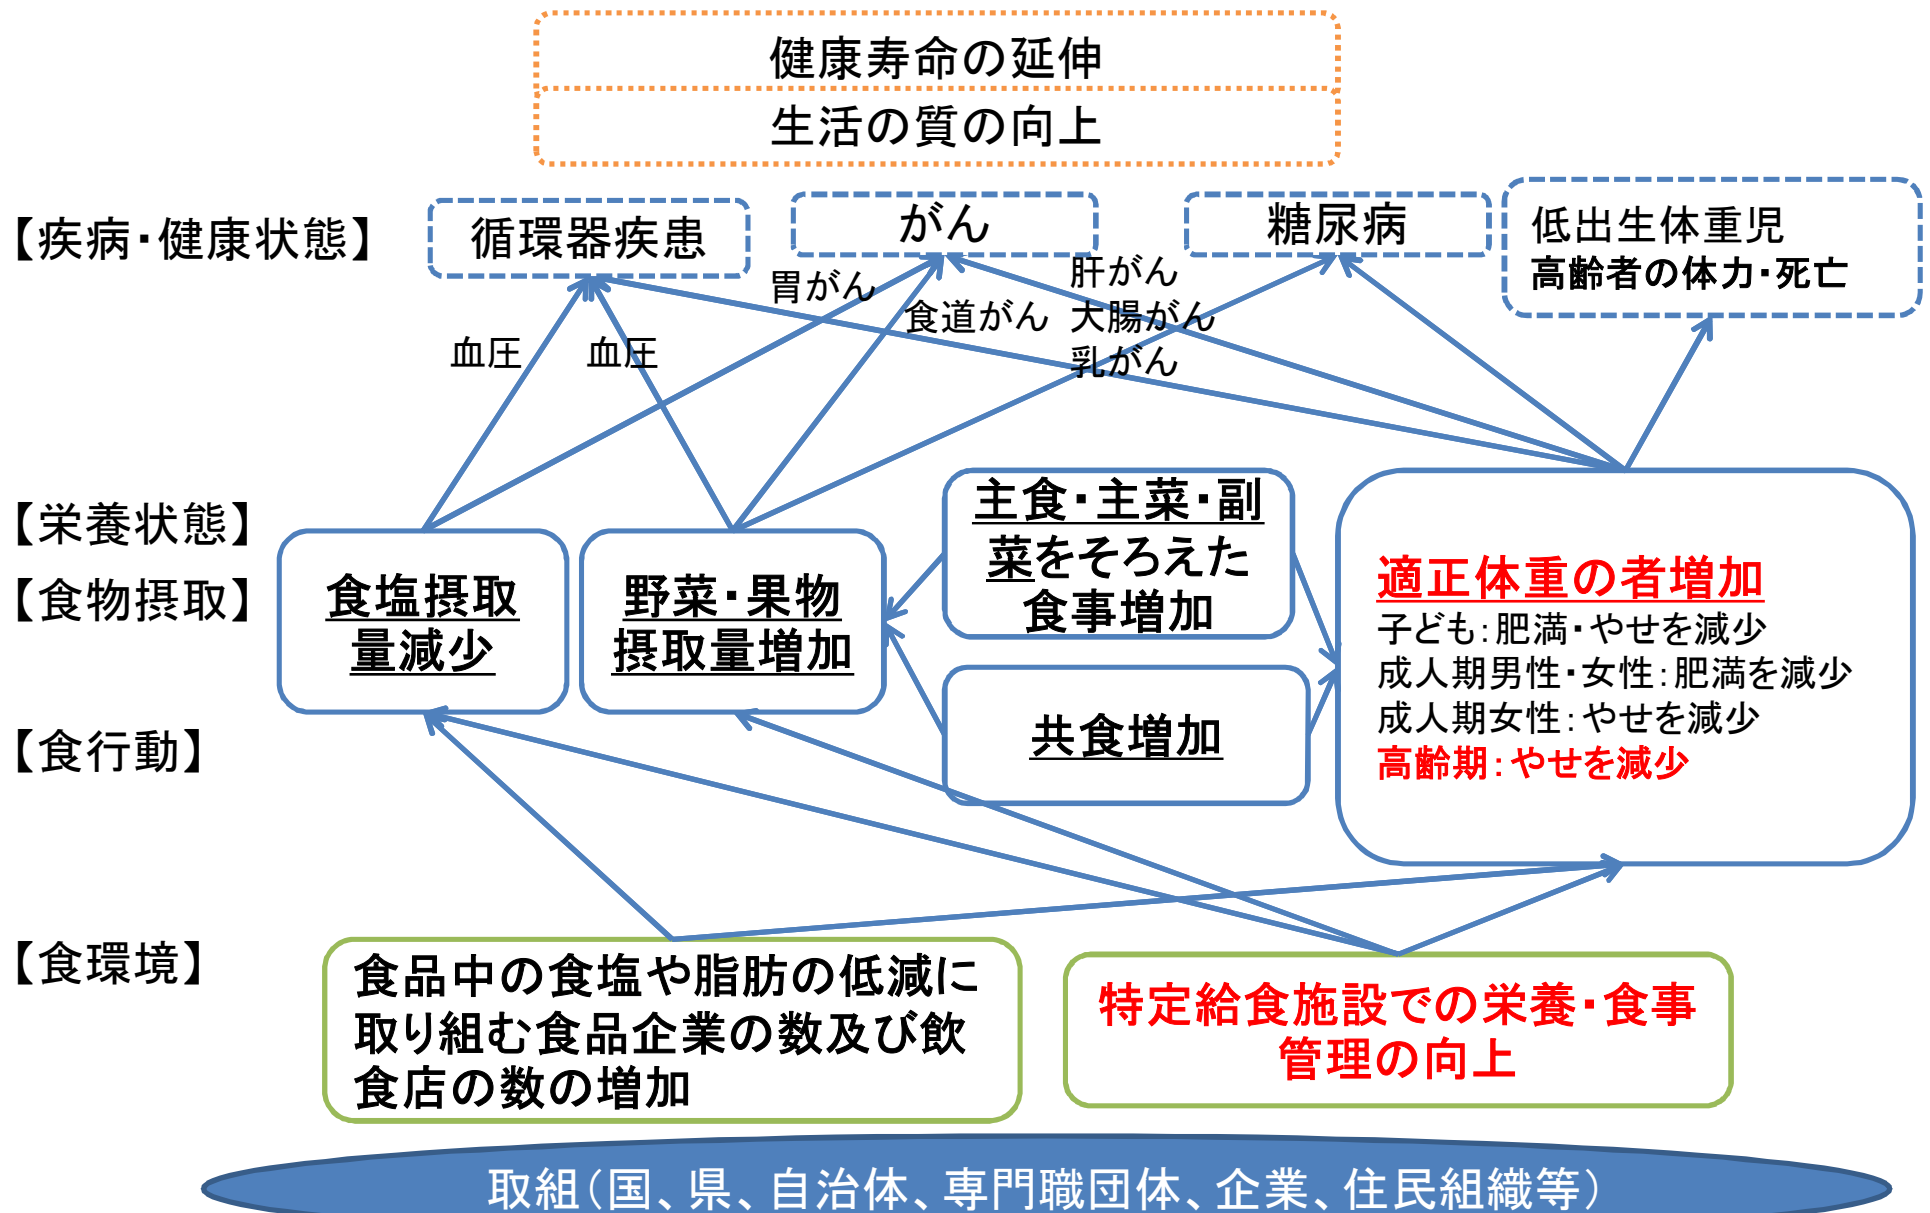 健康寿命の延伸
生活の質の向上
【疾病・健康状態】
循環器疾患
がん
糖尿病
低出生体重児
高齢者の体力・死亡
胃がん
食道がん
肝がん
大腸がん
乳がん
血圧
血圧
【栄養状態】
【食物摂取】
【食行動】
【食環境】
食塩摂取
量減少
野菜・果物
摂取量増加
主食・主菜・副
菜をそろえた
食事増加
共食増加
適正体重の者増加
子ども:肥満・やせを減少
成人期男性・女性:肥満を減少
成人期女性:やせを減少
高齢期:やせを減少
食品中の食塩や脂肪の低減に
取り組む食品企業の数及び飲
食店の数の増加
特定給食施設での栄養・食事
管理の向上
取組(国、県、自治体、専門職団体、企業、住民組織等)